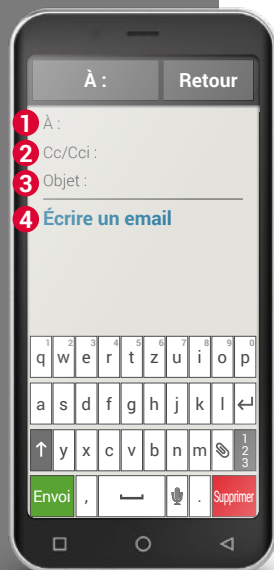 À : Retour
1 À :
2 Cc/Cci :
3 Objet :
4 Écrire un email
1 2 3 4 5 6 7 8 9 0
q w e r t z u i o p
a s d f g h j k l
y x c v b n m 1 2 3
Envoi , . Supprimer